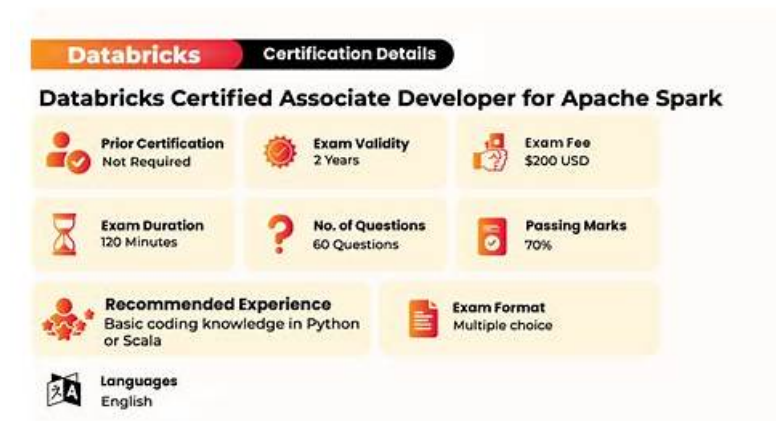 Databricks Certification Details
Databricks Certified Associate Developer for Apache Spark
Prior Certification
Not Required
Exam Validity
2 Years
Exam Fee
$200 USD
Exam Duration
120 Minutes
No. of Questions
60 Questions
Passing Marks
70%
Recommended Experience
Basic coding knowledge in Python
or Scala
Exam Format
Multiple choice
Languages
English